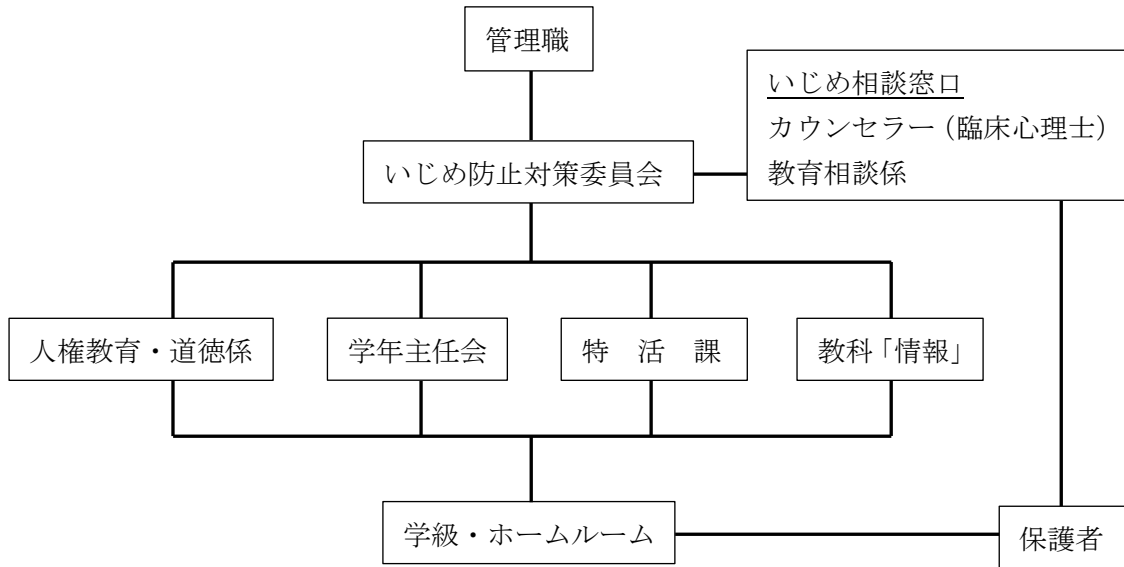 管理職
いじめ相談窓口
カウンセラー(臨床心理士)
教育相談係
いじめ防止対策委員会
人権教育・道徳係
学年主任会
特　活　課
教科「情報」
学級・ホームルーム
保護者